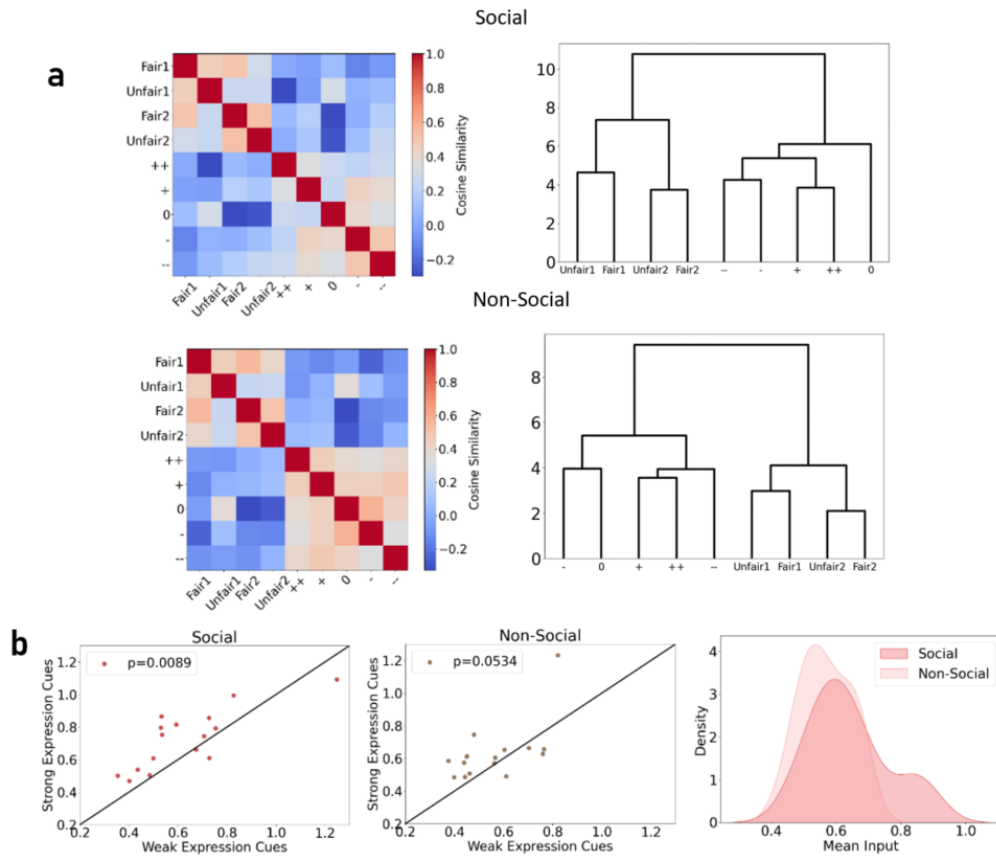 Social
a
Fair1
Unfair1
Fair2
Unfair2
++
+
0
-
--
Fair1 Unfair1 Fair2 Unfair2 ++ + 0 - --
1.0
0.8
0.6
0.4
0.2
0.0
−0.2
Cosine Similarity
10
8
6
4
2
0
Unfair1 Fair1 Unfair2 Fair2 -- - + ++ 0
Non-Social
Fair1
Unfair1
Fair2
Unfair2
++
+
0
-
--
Fair1 Unfair1 Fair2 Unfair2 ++ + 0 - --
1.0
0.8
0.6
0.4
0.2
0.0
−0.2
Cosine Similarity
8
6
4
2
0
- 0 + ++ -- Unfair1 Fair1 Unfair2 Fair2
b
Social
p=0.0089
Strong Expression Cues
1.2
1.0
0.8
0.6
0.4
0.2
0.2 0.4 0.6 0.8 1.0 1.2
Weak Expression Cues
Non-Social
p=0.0534
Strong Expression Cues
1.2
1.0
0.8
0.6
0.4
0.2
0.2 0.4 0.6 0.8 1.0 1.2
Weak Expression Cues
Social
Non-Social
Density
4
3
2
1
0
0.4 0.6 0.8 1.0
Mean Input